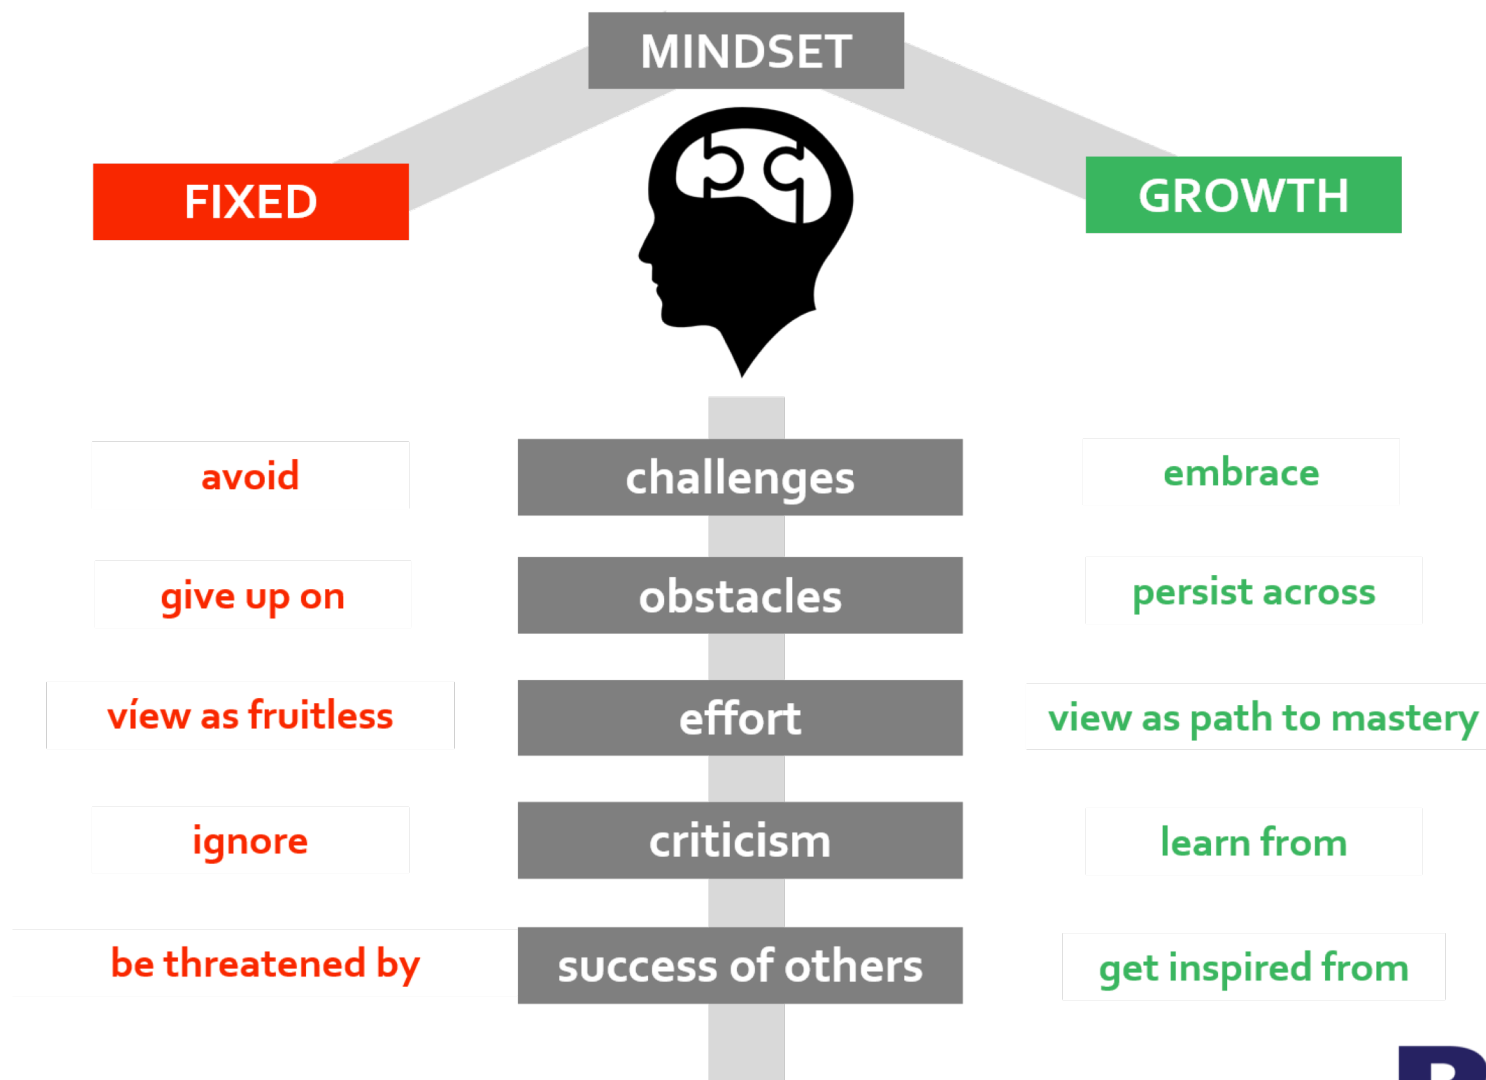 MINDSET
FIXED
GROWTH
avoid
challenges
embrace
give up on
obstacles
persist across
víew as fruitless
effort
view as path to mastery
ignore
criticism
learn from
be threatened by
success of others
get inspired from